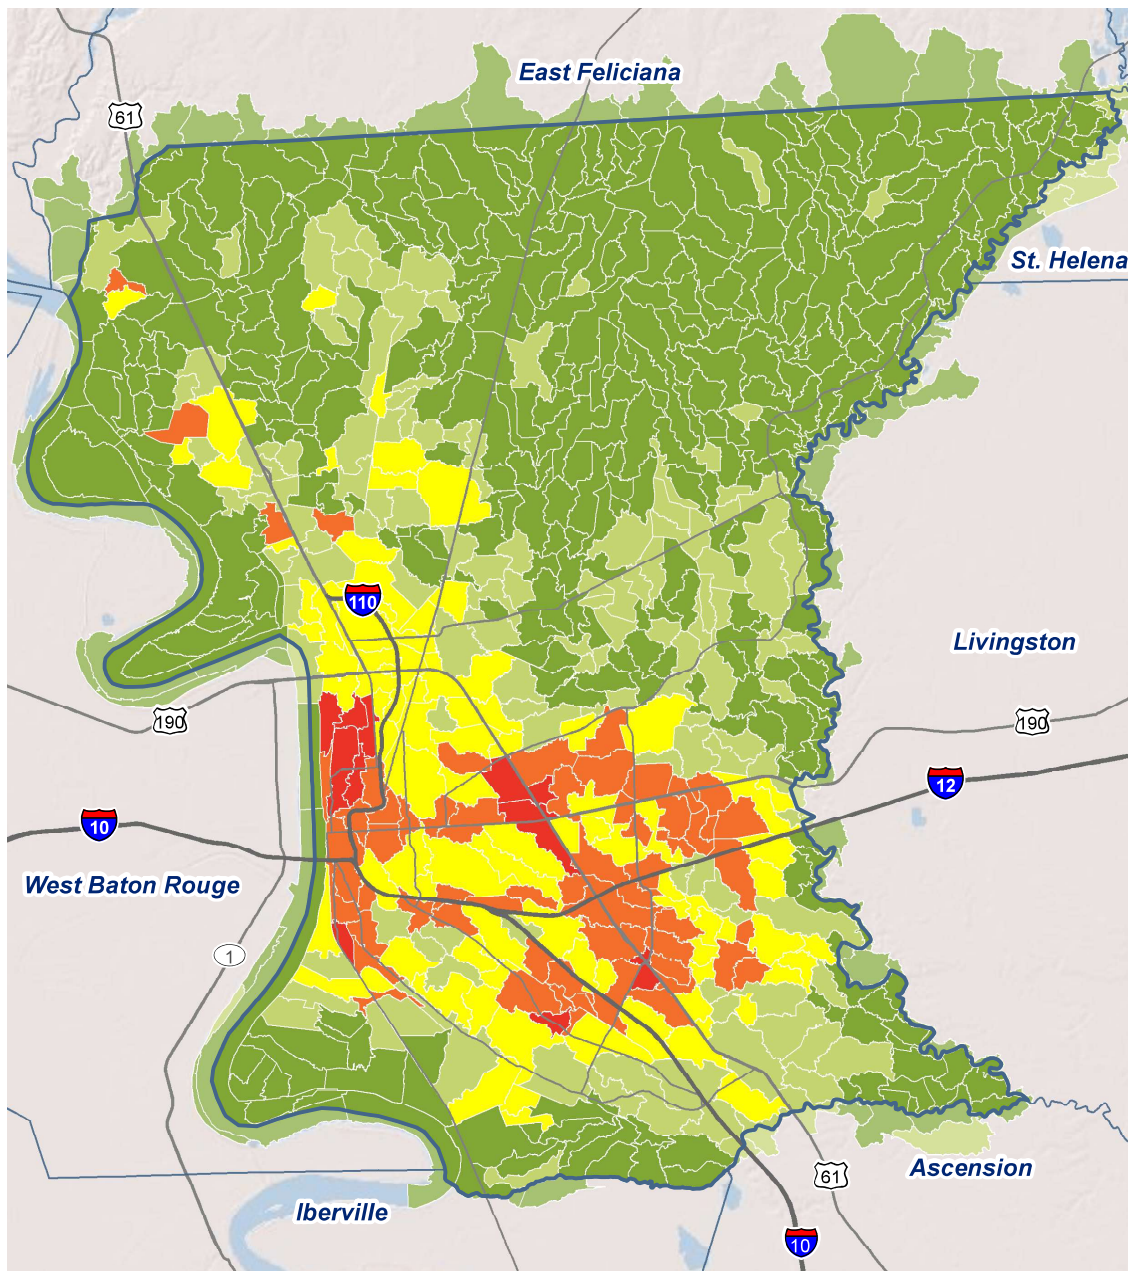 East Feliciana
61
St. Helena
110
Livingston
190
190
12
10
West Baton Rouge
1
Ascension
61
Iberville
10